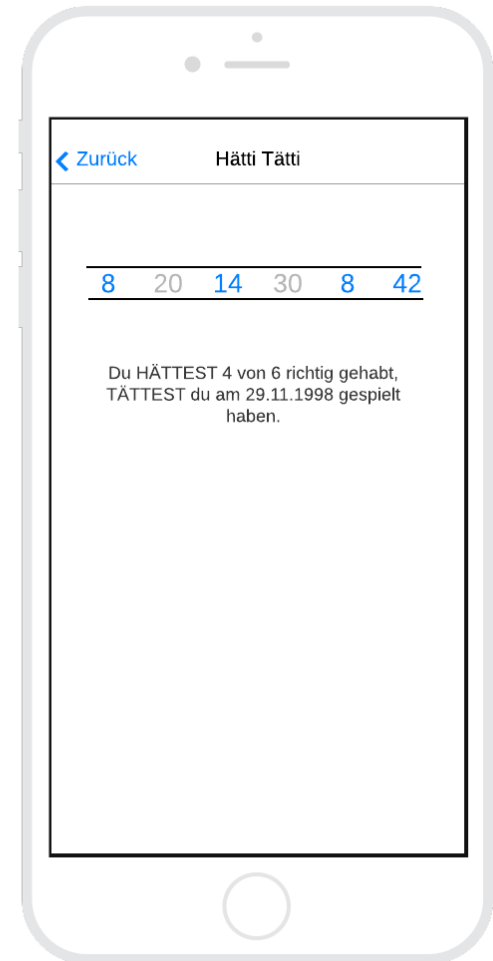 Zurück Hätti Tätti
8 20 14 30 8 42
Du HÄTTEST 4 von 6 richtig gehabt,
TÄTTEST du am 29.11.1998 gespielt
haben.